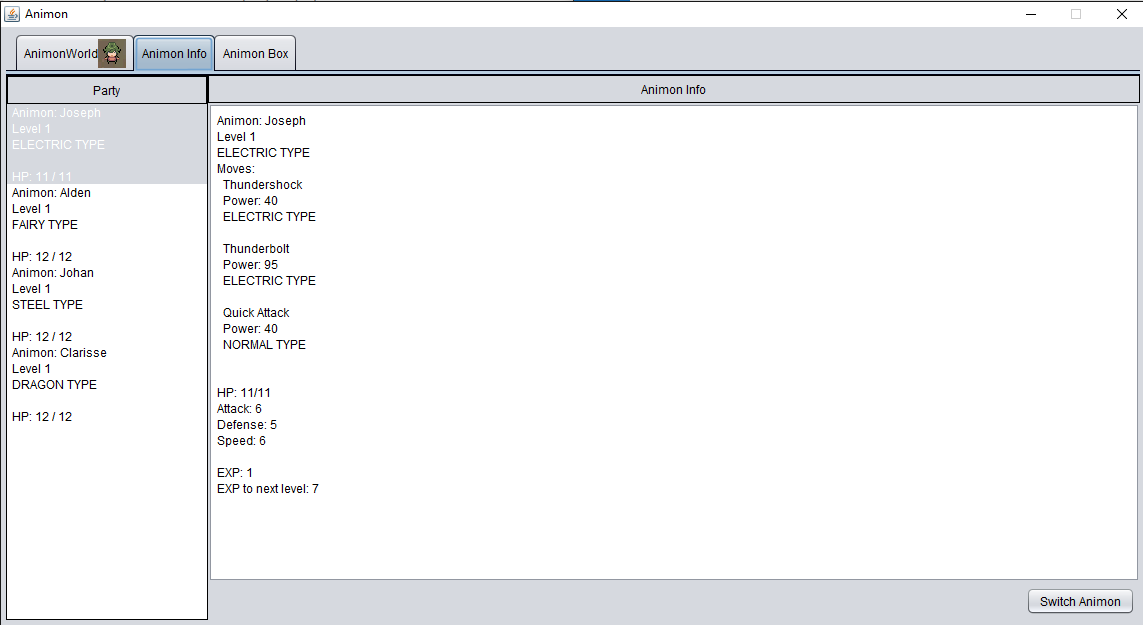 Animon
AnimonWorld
Animon Info
Animon Box
Party
Animon: Joseph
Level 1
ELECTRIC TYPE
HP: 11 / 11
Animon: Alden
Level 1
FAIRY TYPE
HP: 12 / 12
Animon: Johan
Level 1
STEEL TYPE
HP: 12 / 12
Animon: Clarisse
Level 1
DRAGON TYPE
HP: 12 / 12
Animon Info
Animon: Joseph
Level 1
ELECTRIC TYPE
Moves:
Thundershock
Power: 40
ELECTRIC TYPE
Thunderbolt
Power: 95
ELECTRIC TYPE
Quick Attack
Power: 40
NORMAL TYPE
HP: 11/11
Attack: 6
Defense: 5
Speed: 6
EXP: 1
EXP to next level: 7
Switch Animon